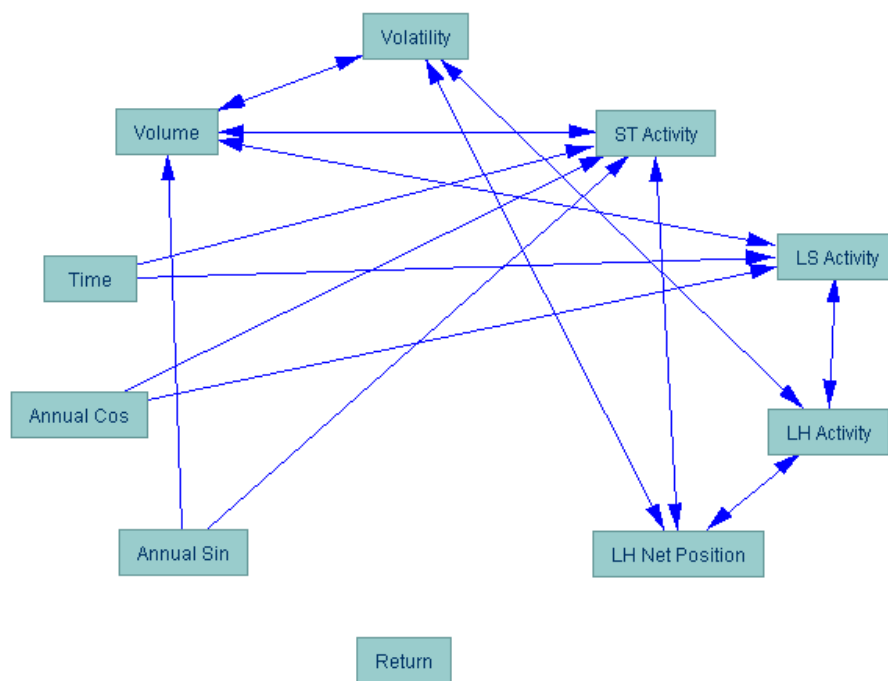 Volatility
Volume
ST Activity
LS Activity
Time
Annual Cos
LH Activity
Annual Sin
LH Net Position
Return